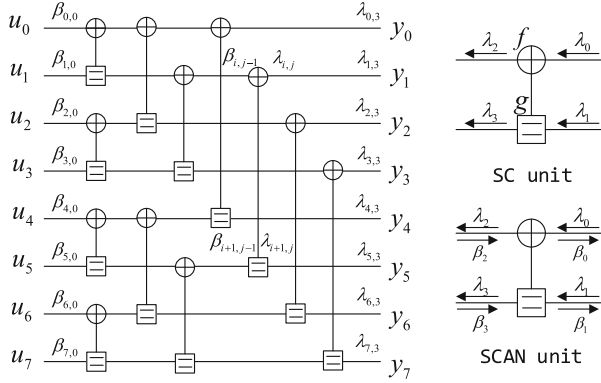 u₀ β₀,₀ λ₀,₃ y₀
u₁ β₁,₀ βᵢ,ⱼ₋₁ λᵢ,ⱼ λ₁,₃ y₁
u₂ β₂,₀ λ₂,₃ y₂
u₃ β₃,₀ λ₃,₃ y₃
u₄ β₄,₀ λ₄,₃ y₄
u₅ β₅,₀ βᵢ₊₁,ⱼ₋₁ λᵢ₊₁,ⱼ λ₅,₃ y₅
u₆ β₆,₀ λ₆,₃ y₆
u₇ β₇,₀ λ₇,₃ y₇
λ₂ f λ₀
λ₃ g λ₁
SC unit
λ₂ λ₀
β₂ β₀
λ₃ λ₁
β₃ β₁
SCAN unit